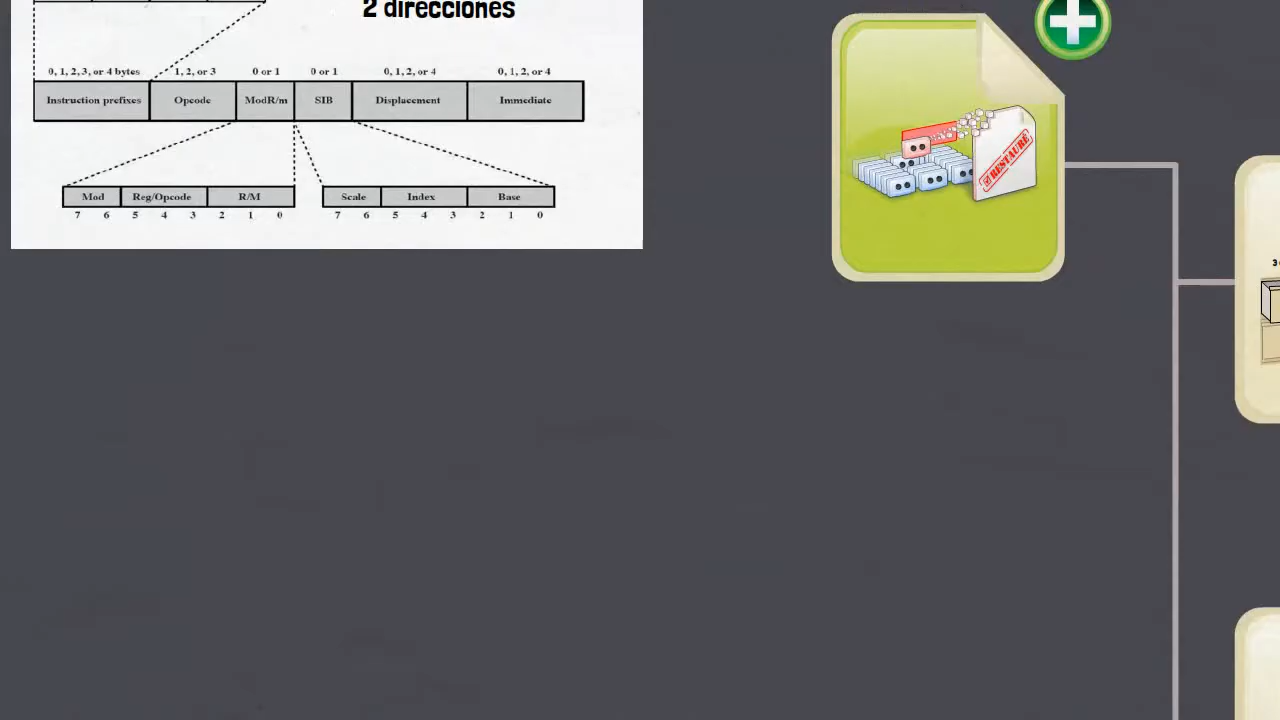 2 direcciones
0, 1, 2, 3, or 4 bytes 1, 2, or 3 0 or 1 0 or 1 0, 1, 2, or 4 0, 1, 2, or 4
Instruction prefixes Opcode ModR/m SIB Displacement Immediate
Mod Reg/Opcode R/M Scale Index Base
7 6 5 4 3 2 1 0 7 6 5 4 3 2 1 0
RESTAURÉ
3